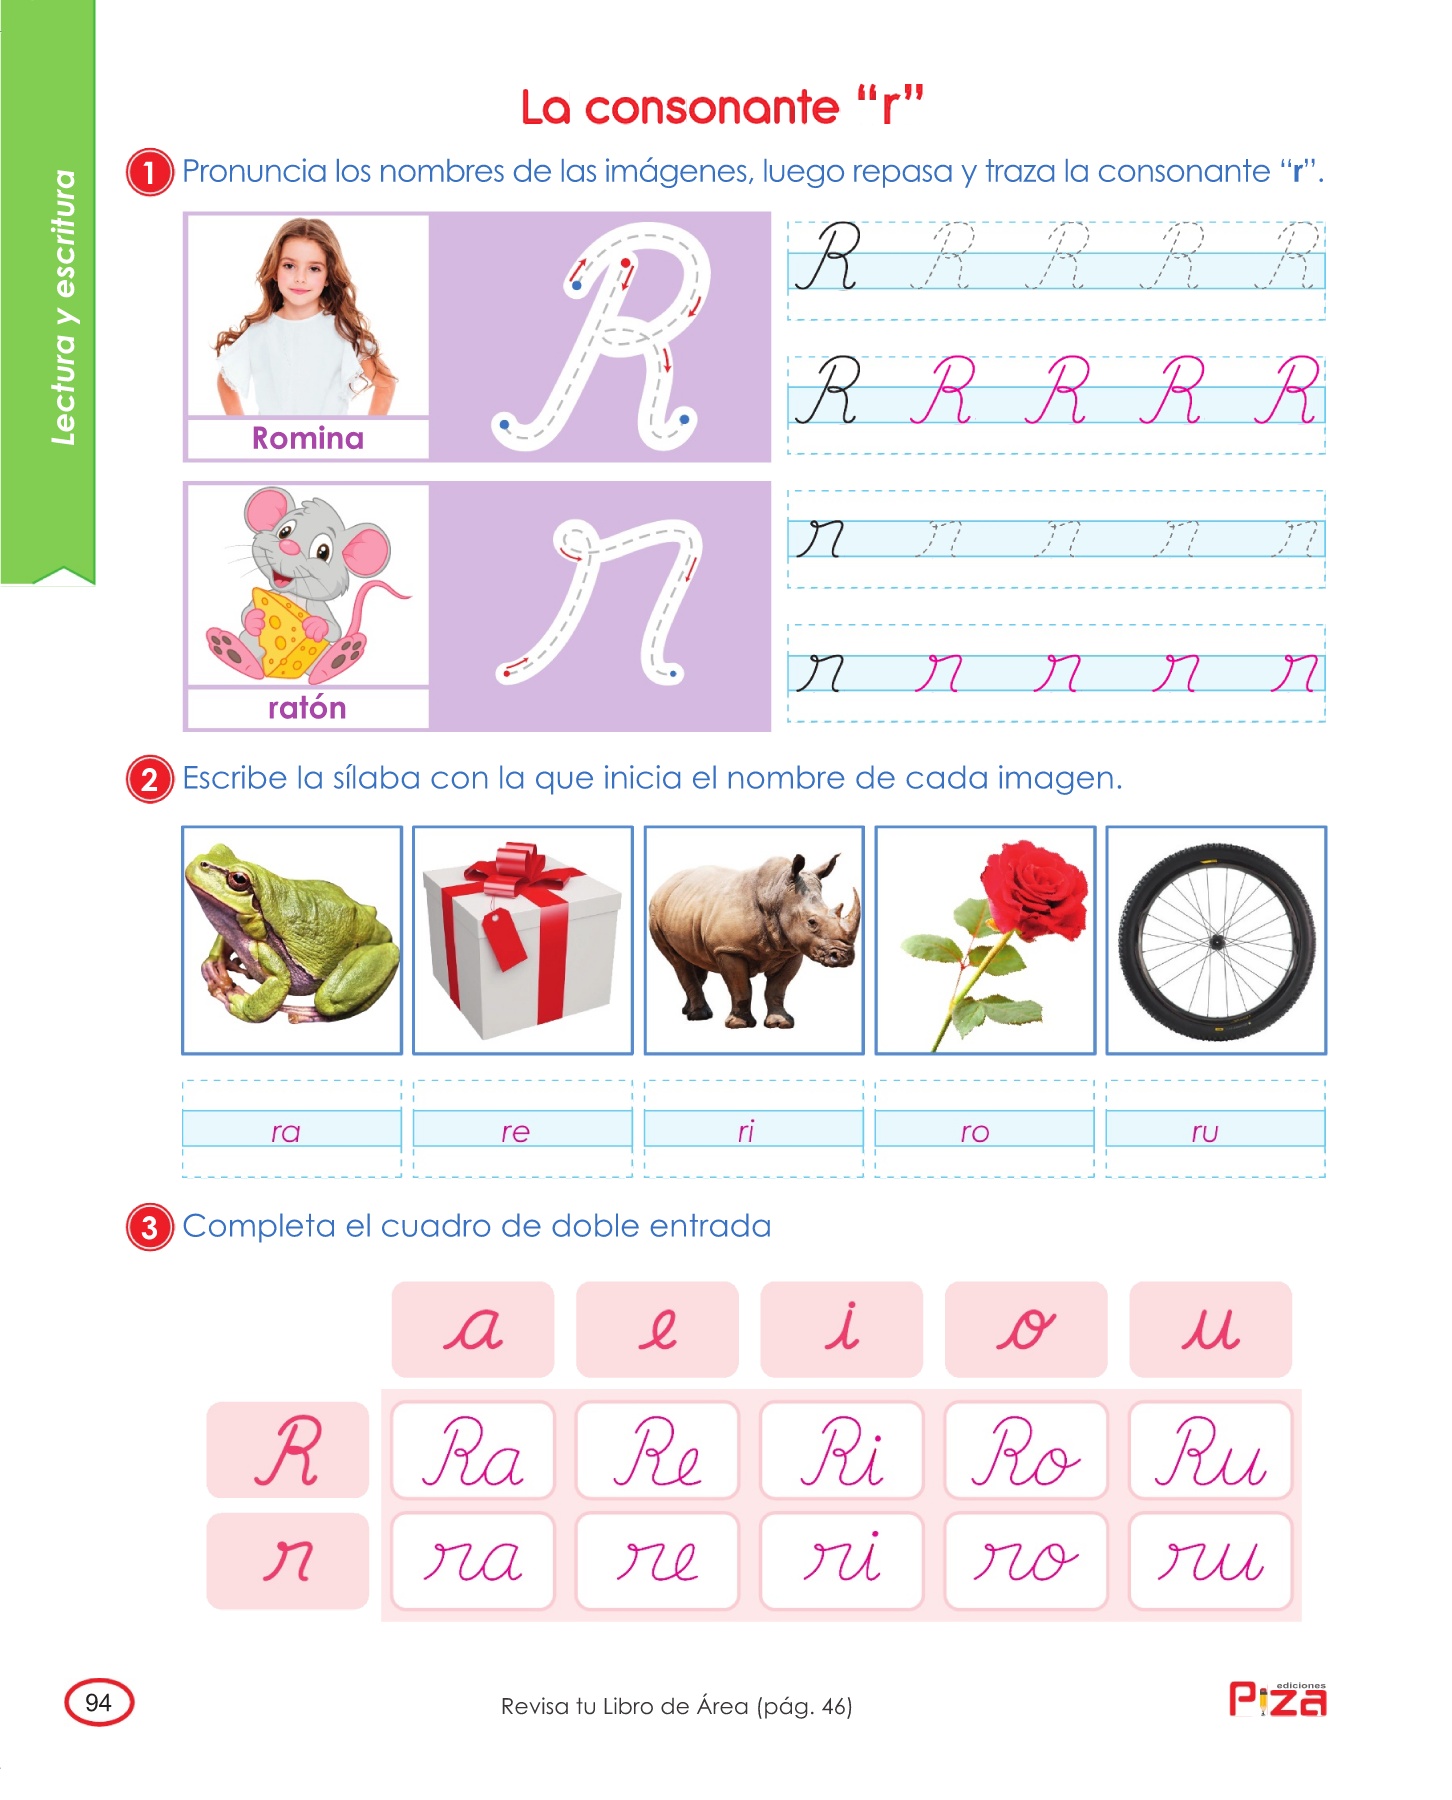 Lectura y escritura
La consonante “r”
1 Pronuncia los nombres de las imágenes, luego repasa y traza la consonante “r”.
R
R R R R R
R R R R R
Romina
r
r r r r r
r r r r r
ratón
2 Escribe la sílaba con la que inicia el nombre de cada imagen.
ra re ri ro ru
3 Completa el cuadro de doble entrada
a e i o u
R Ra Re Ri Ro Ru
r ra re ri ro ru
94
Revisa tu Libro de Área (pág. 46)
ediciones
Piza